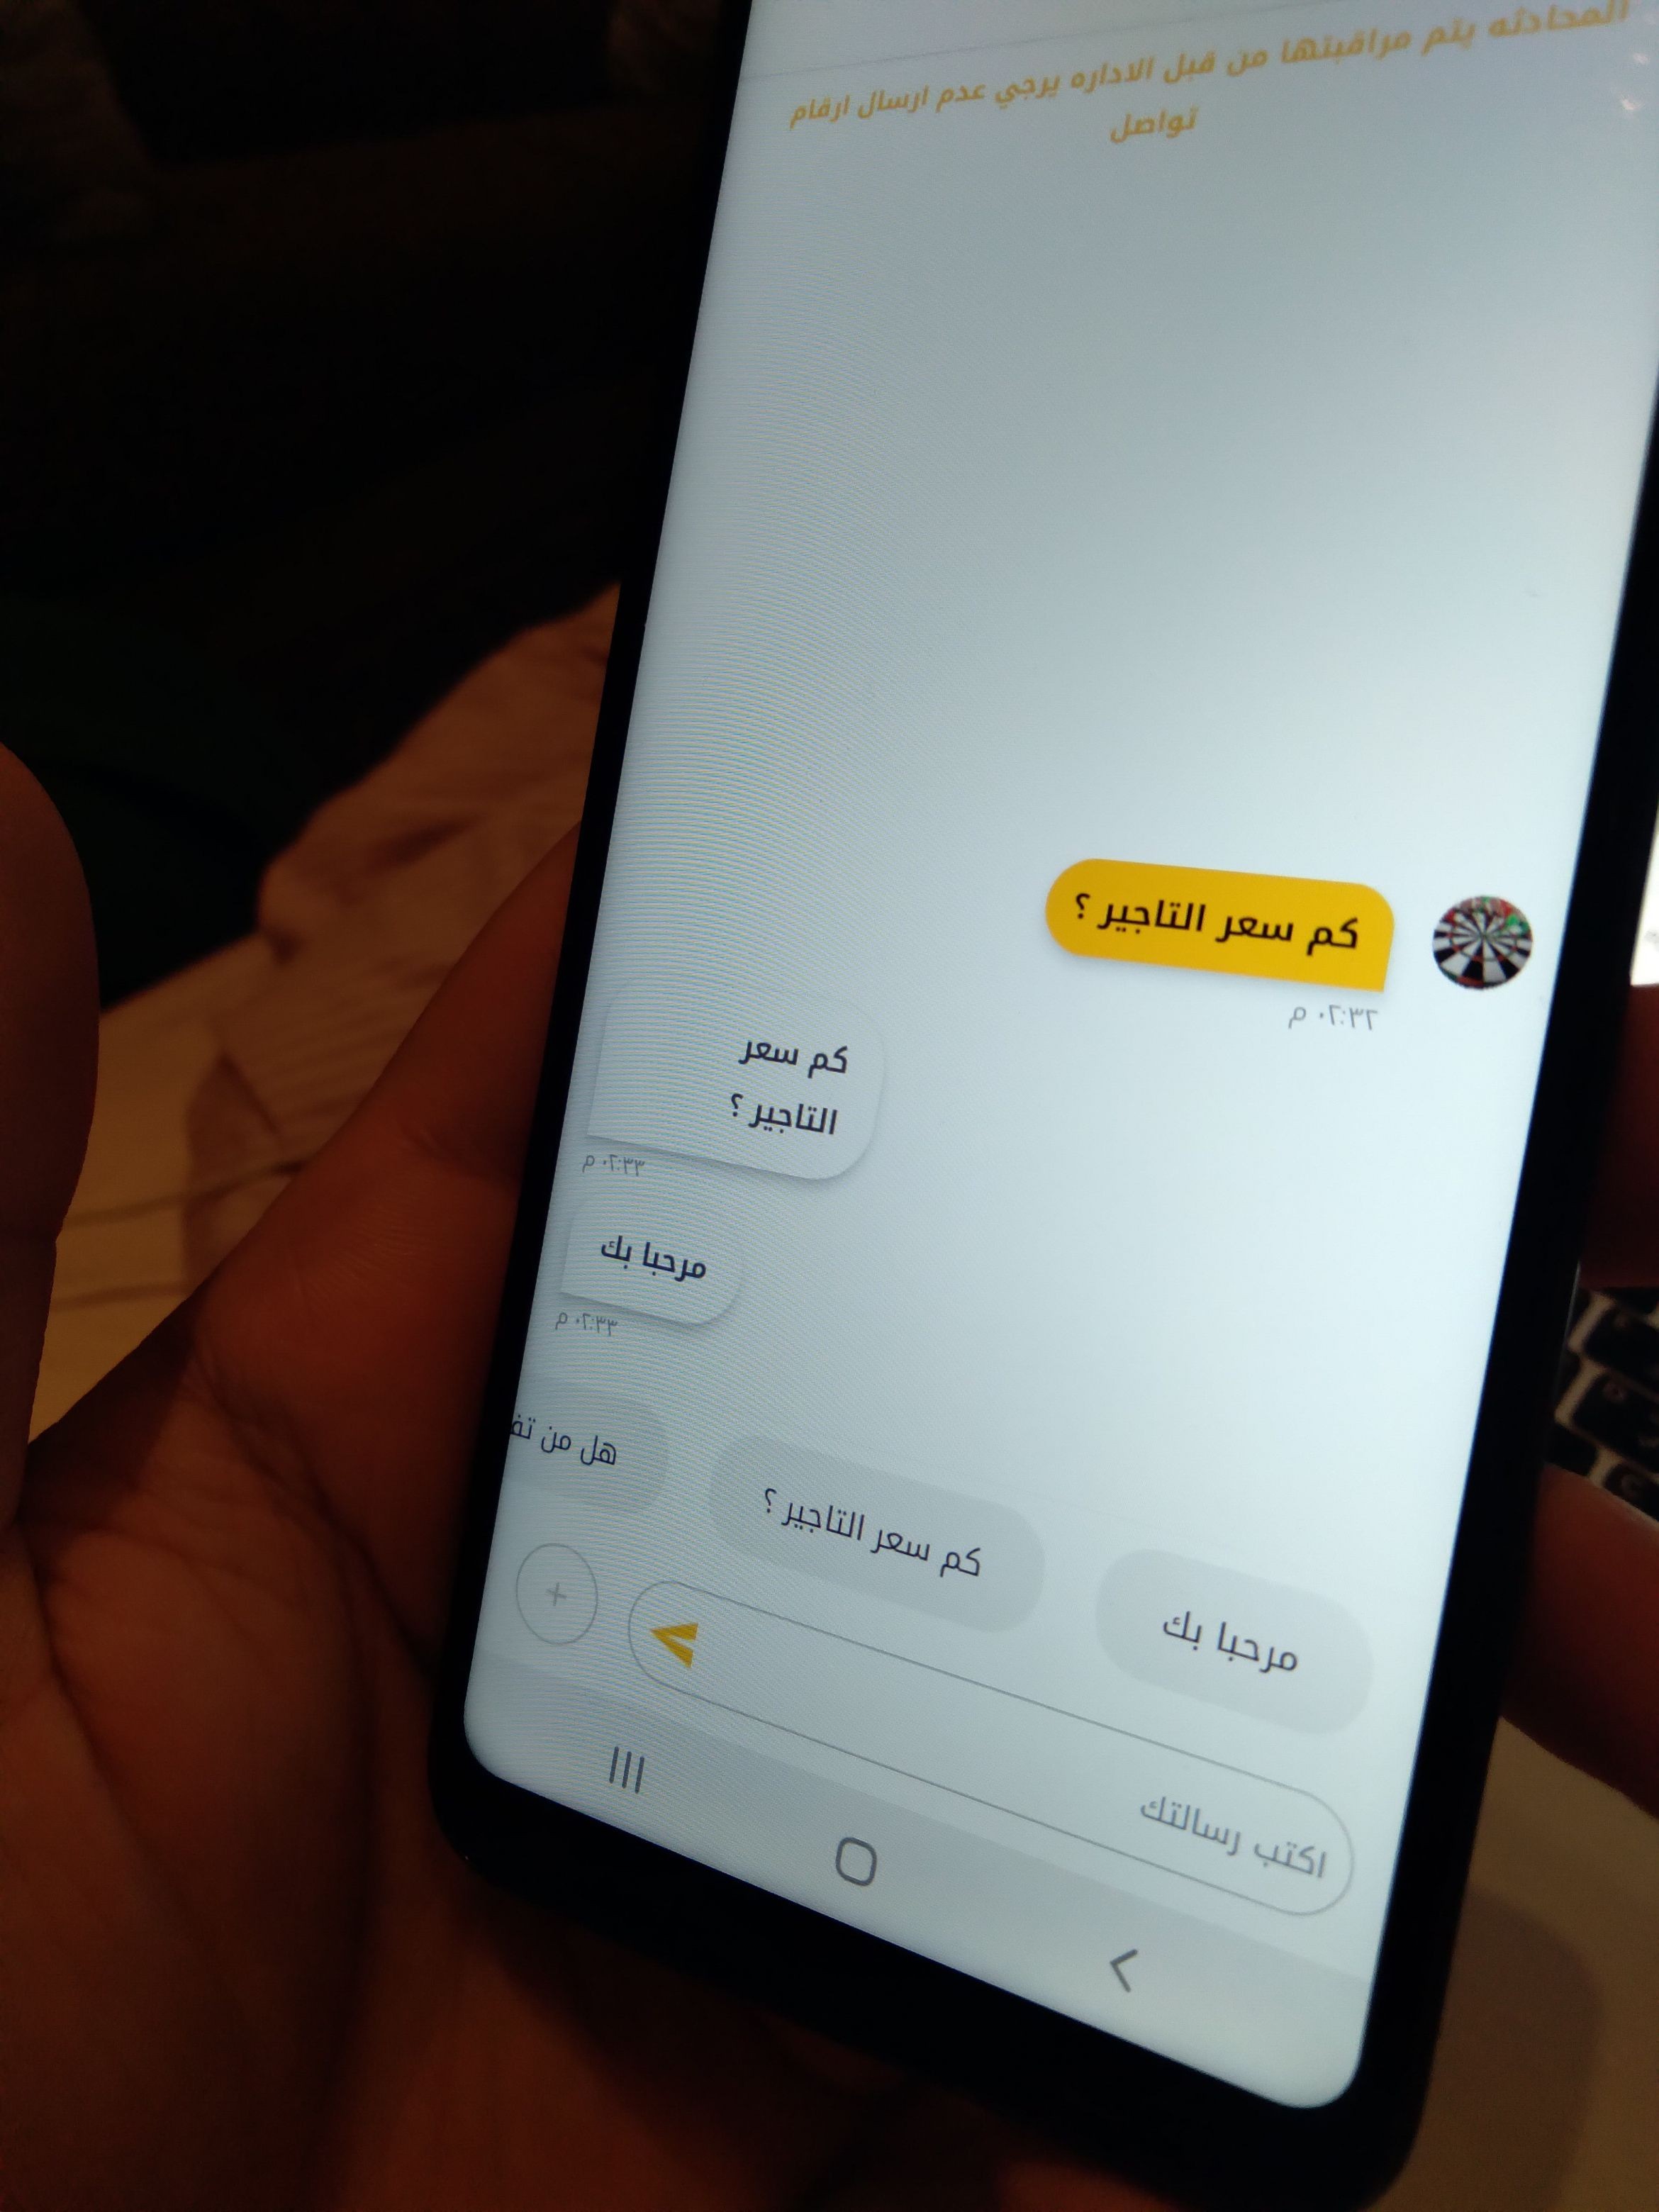 المحادثه يتم مراقبتها من قبل الاداره يرجي عدم ارسال ارقام
تواصل
كم سعر التاجير ؟
٠٢:٣٢ م
كم سعر
التاجير ؟
٠٢:٣٣ م
مرحبا بك
٠٢:٣٣ م
مرحبا بك
كم سعر التاجير ؟
هل من تف
اكتب رسالتك